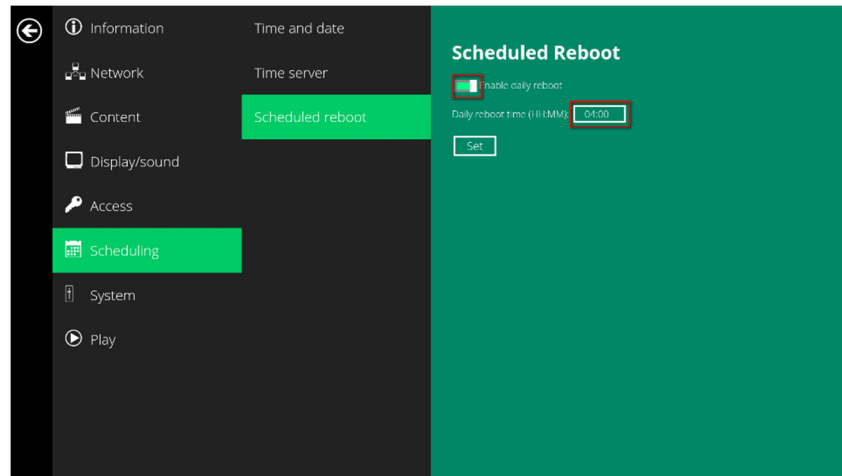 Information
Network
Content
Display/sound
Access
Scheduling
System
Play
Time and date
Time server
Scheduled reboot
Scheduled Reboot
Enable daily reboot
Daily reboot time (HH:MM): 04:00
Set